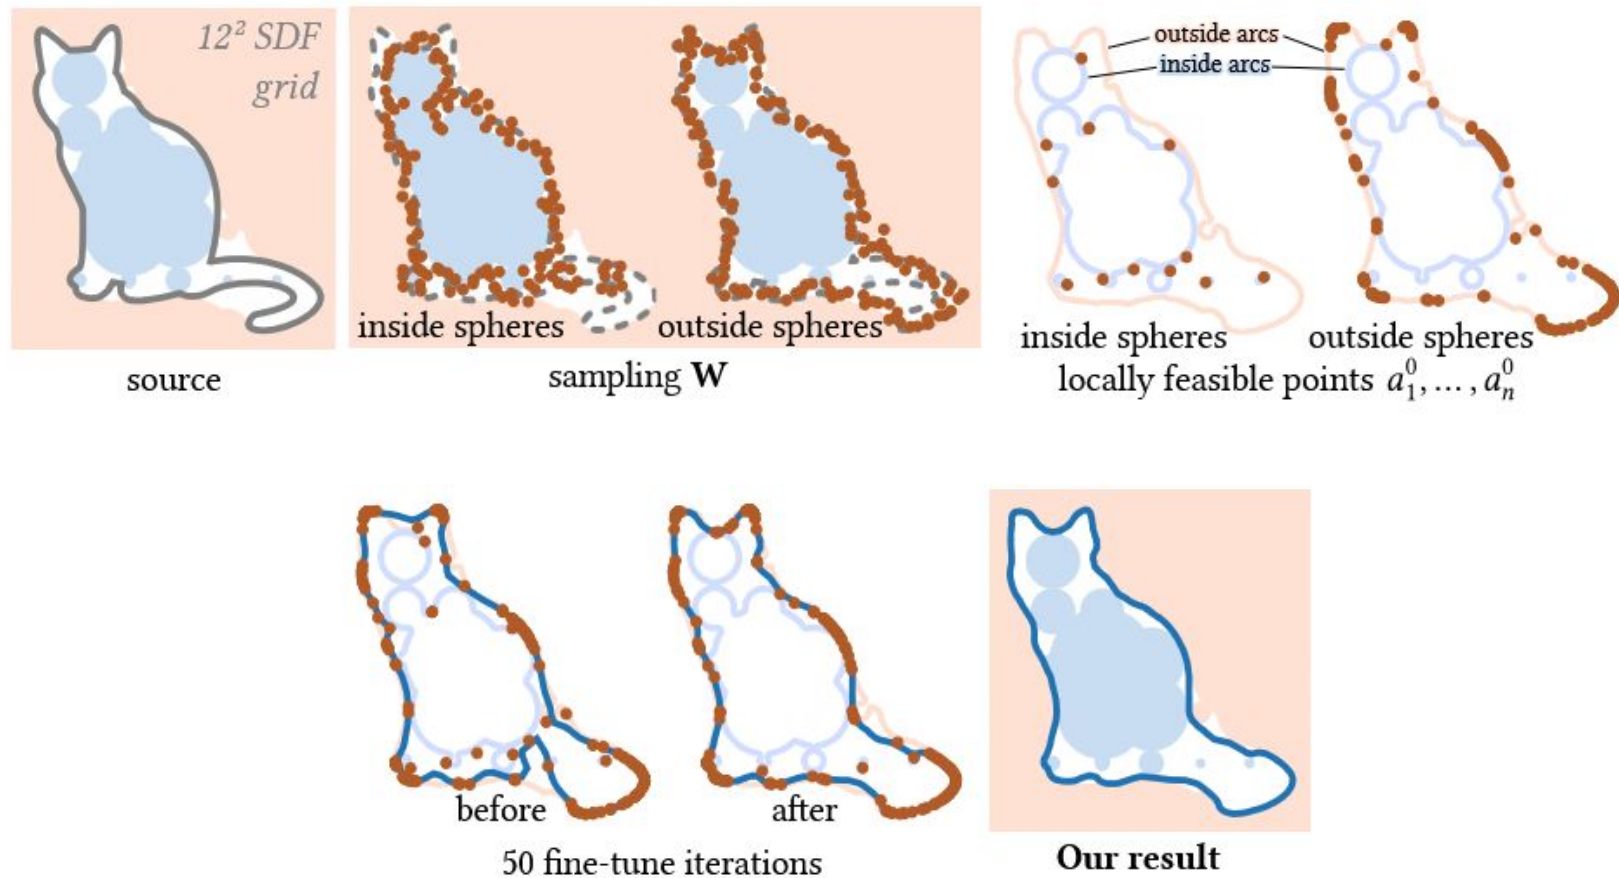 12² SDF
grid
inside spheres
outside spheres
source
sampling W
outside arcs
inside arcs
inside spheres
outside spheres
locally feasible points a₁⁰, … , aₙ⁰
before
after
50 fine-tune iterations
Our result